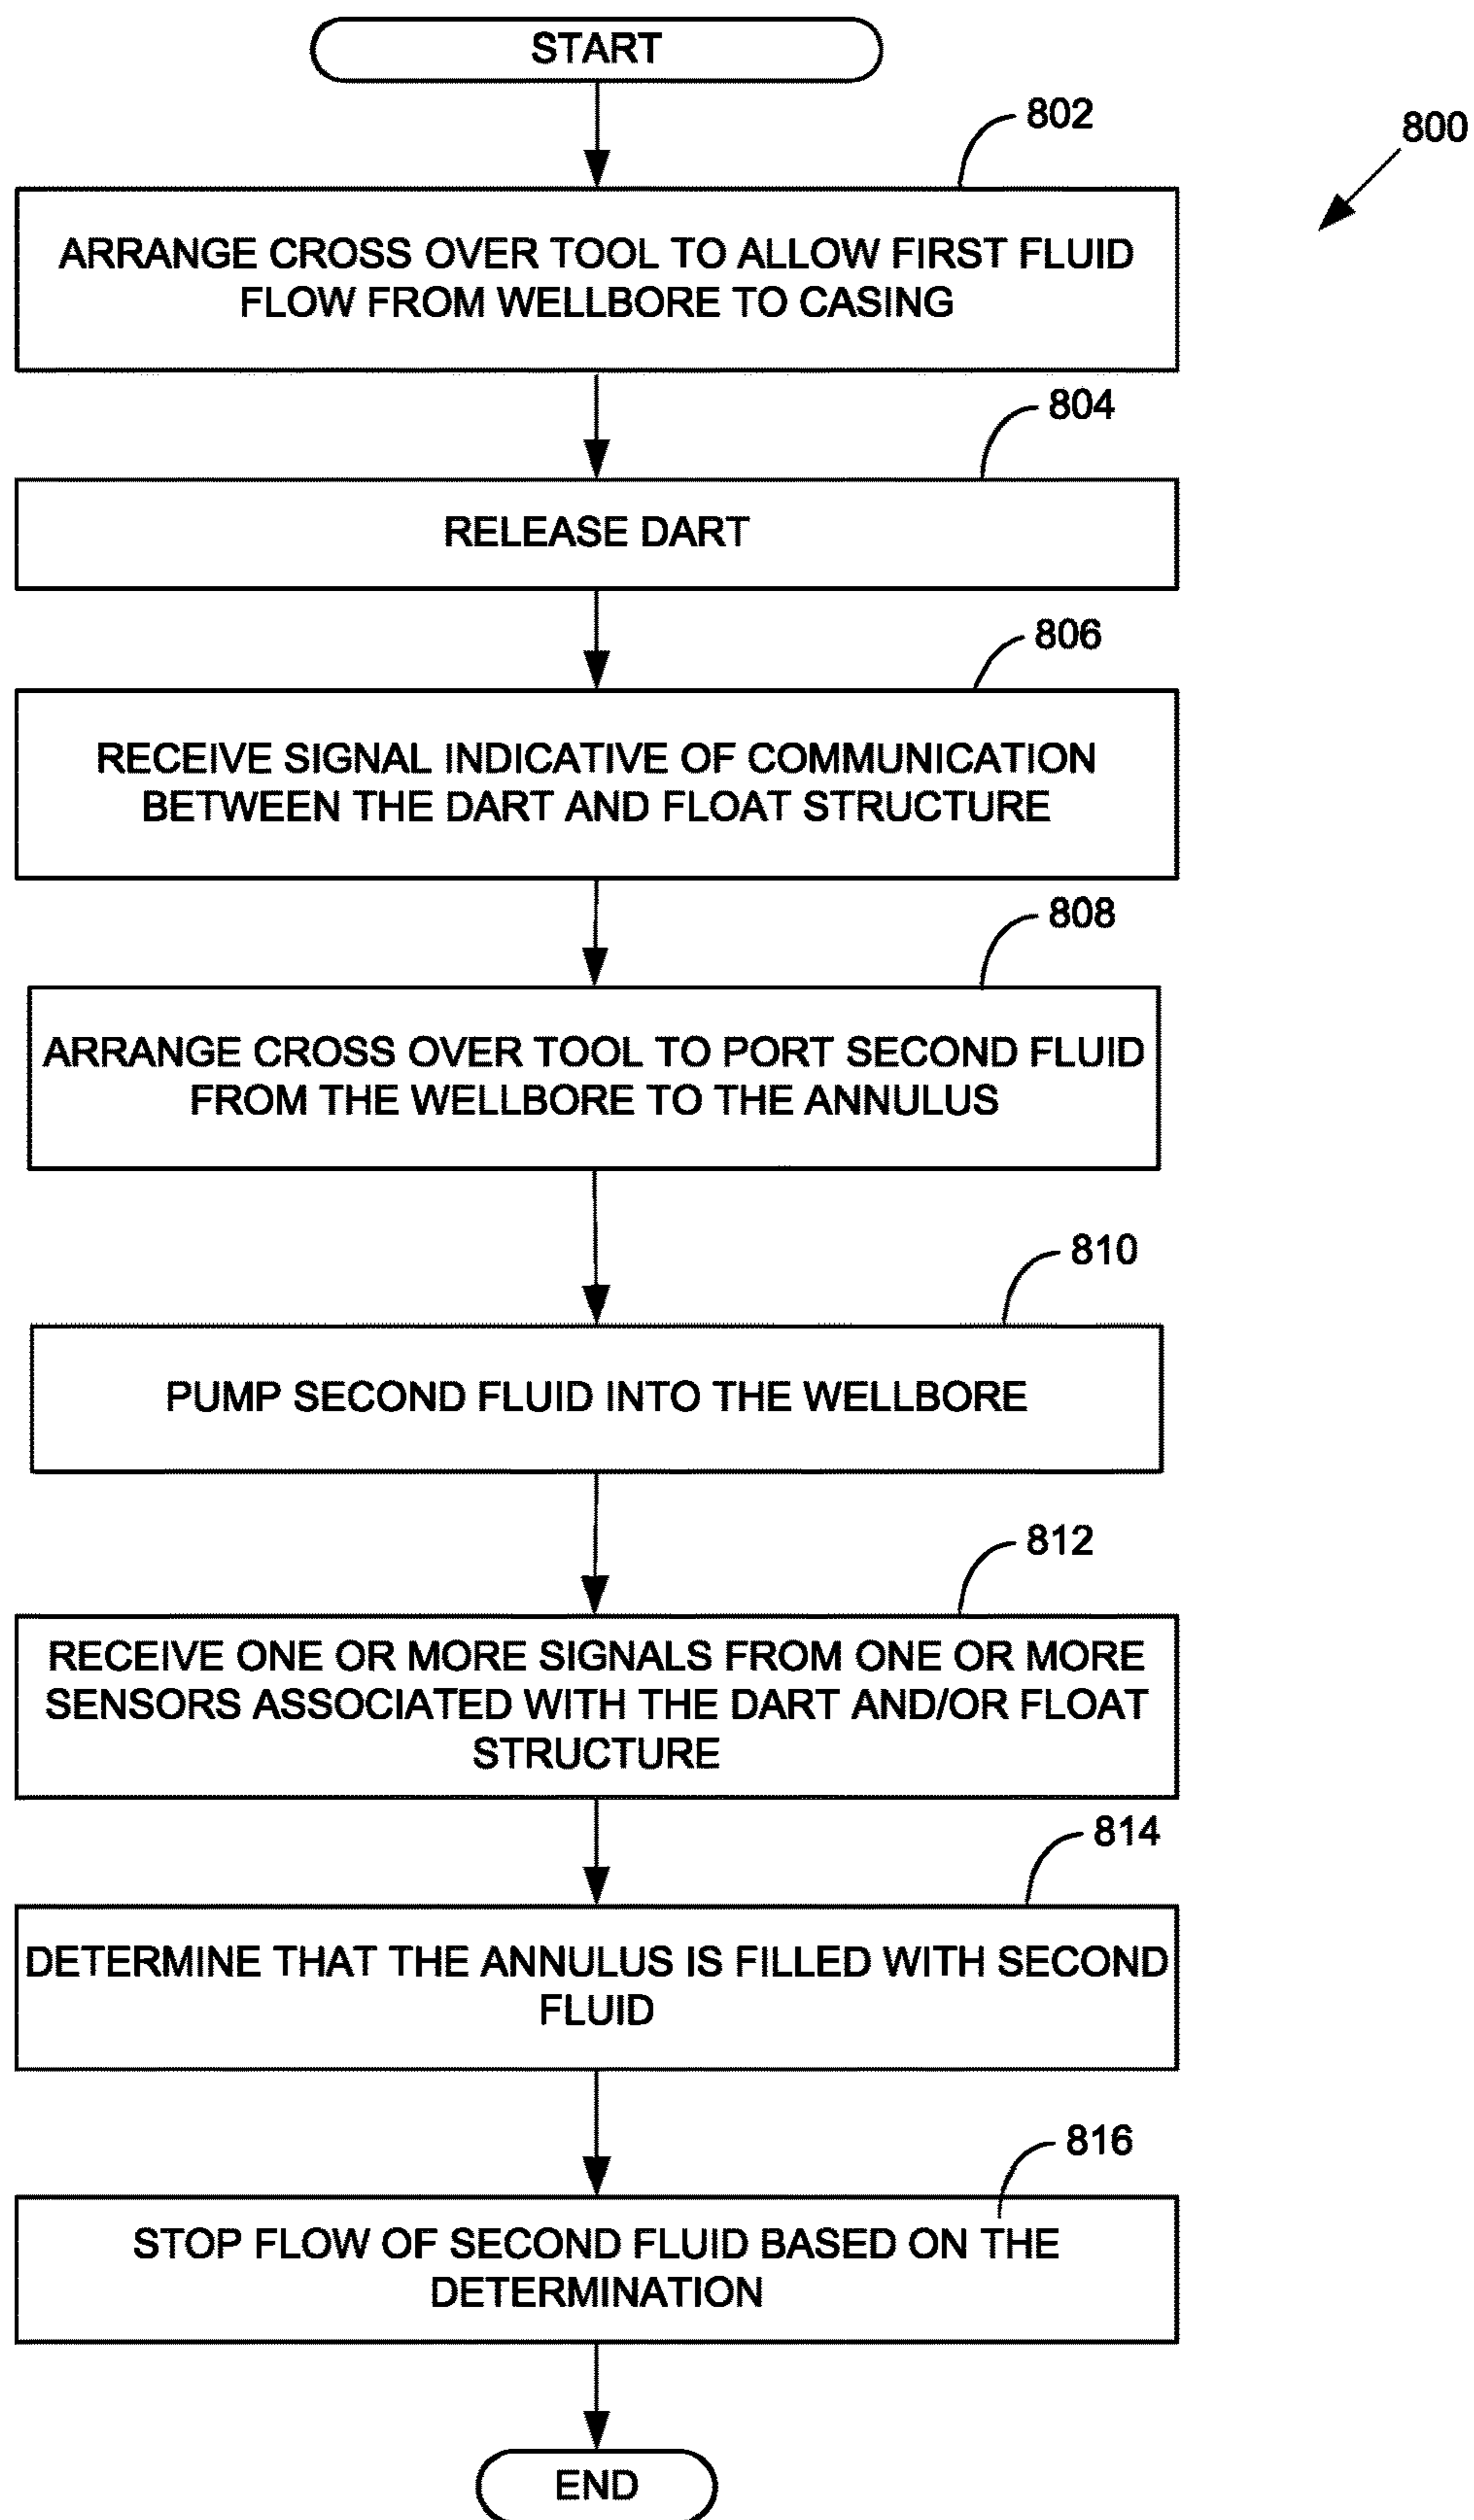 START
802
800
ARRANGE CROSS OVER TOOL TO ALLOW FIRST FLUID
FLOW FROM WELLBORE TO CASING
804
RELEASE DART
806
RECEIVE SIGNAL INDICATIVE OF COMMUNICATION
BETWEEN THE DART AND FLOAT STRUCTURE
808
ARRANGE CROSS OVER TOOL TO PORT SECOND FLUID
FROM THE WELLBORE TO THE ANNULUS
810
PUMP SECOND FLUID INTO THE WELLBORE
812
RECEIVE ONE OR MORE SIGNALS FROM ONE OR MORE
SENSORS ASSOCIATED WITH THE DART AND/OR FLOAT
STRUCTURE
814
DETERMINE THAT THE ANNULUS IS FILLED WITH SECOND
FLUID
816
STOP FLOW OF SECOND FLUID BASED ON THE
DETERMINATION
END